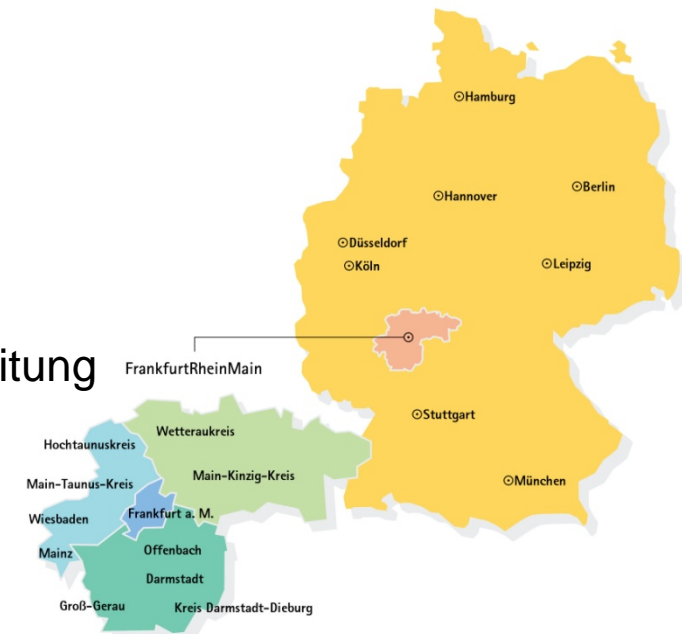 Hamburg
Berlin
Hannover
Düsseldorf
Köln
Leipzig
itung
FrankfurtRheinMain
Stuttgart
Wetteraukreis
Hochtaunuskreis
Main-Kinzig-Kreis
München
Main-Taunus-Kreis
Frankfurt a. M.
Wiesbaden
Offenbach
Mainz
Darmstadt
Groß-Gerau
Kreis Darmstadt-Dieburg